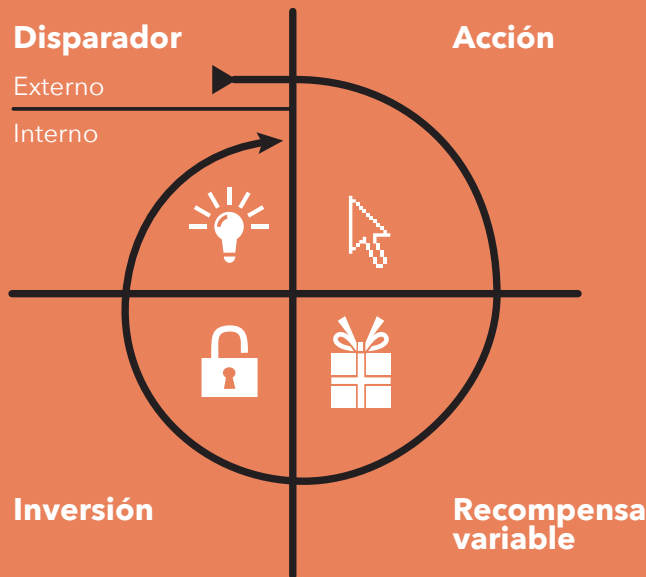 Disparador
Externo
Interno
Acción
Inversión
Recompensa
variable